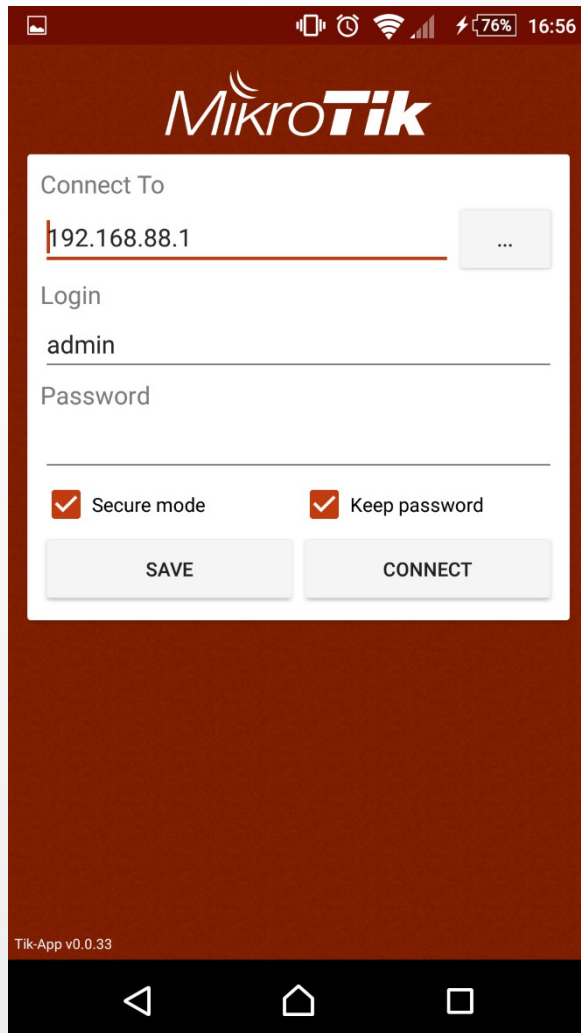 76% 16:56
MikroTik
Connect To
192.168.88.1 ...
Login
admin
Password
Secure mode Keep password
SAVE CONNECT
Tik-App v0.0.33